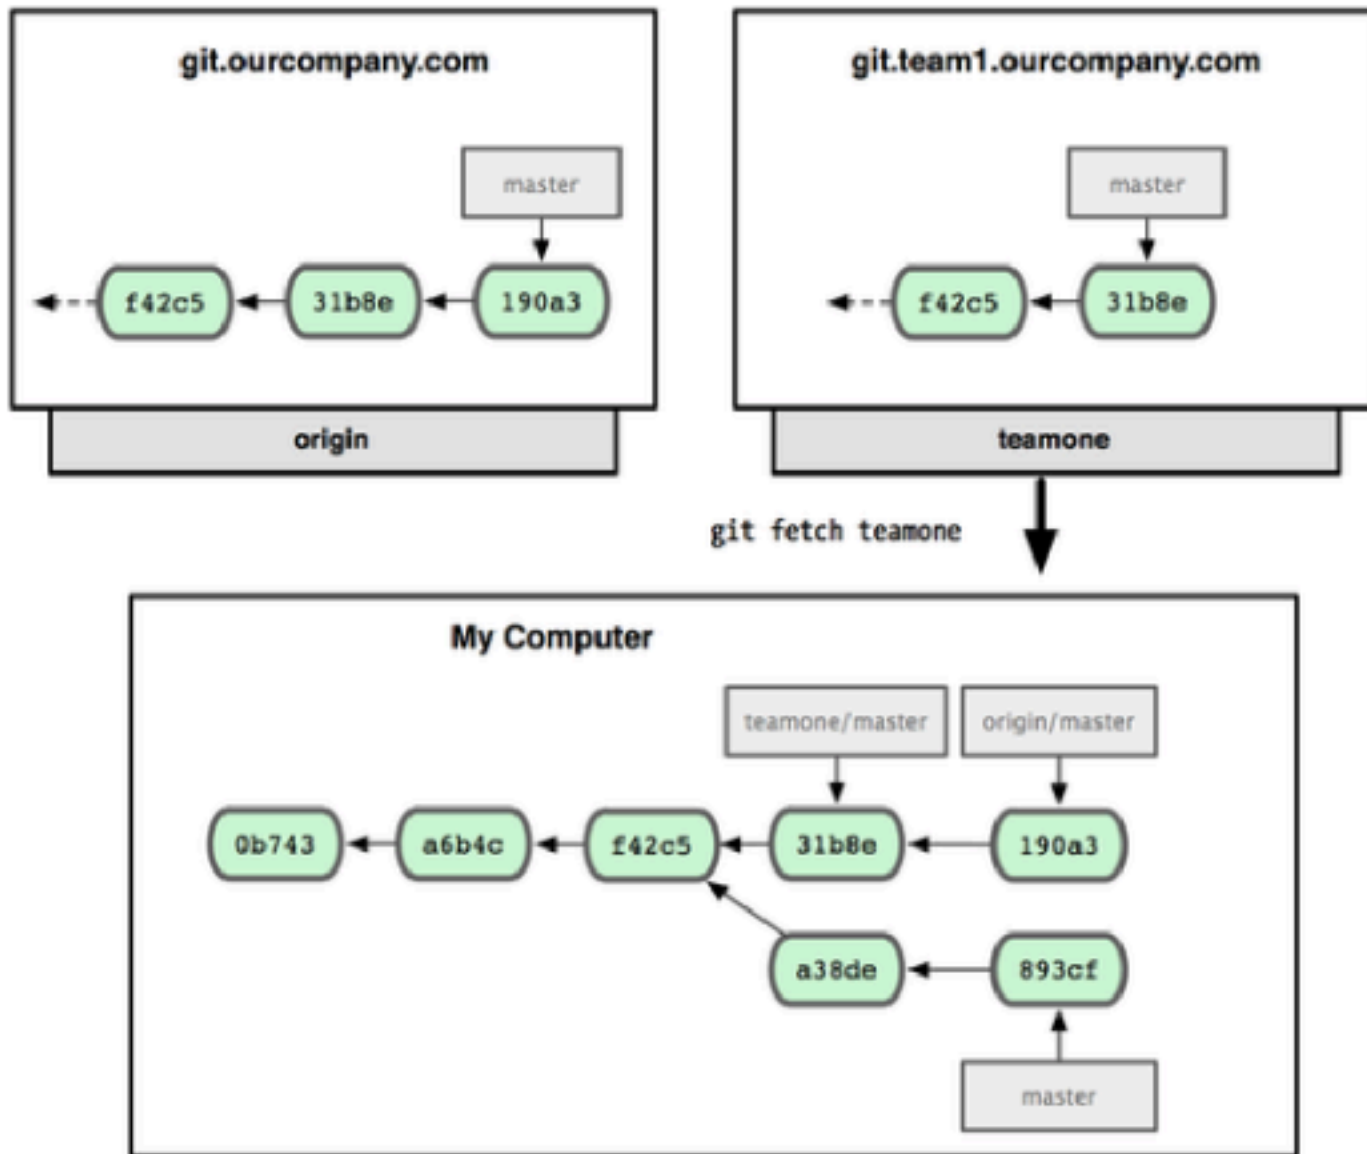 git.ourcompany.com
master
f42c5
31b8e
190a3
origin
git.team1.ourcompany.com
master
f42c5
31b8e
teamone
git fetch teamone
My Computer
teamone/master
origin/master
0b743
a6b4c
f42c5
31b8e
190a3
a38de
893cf
master